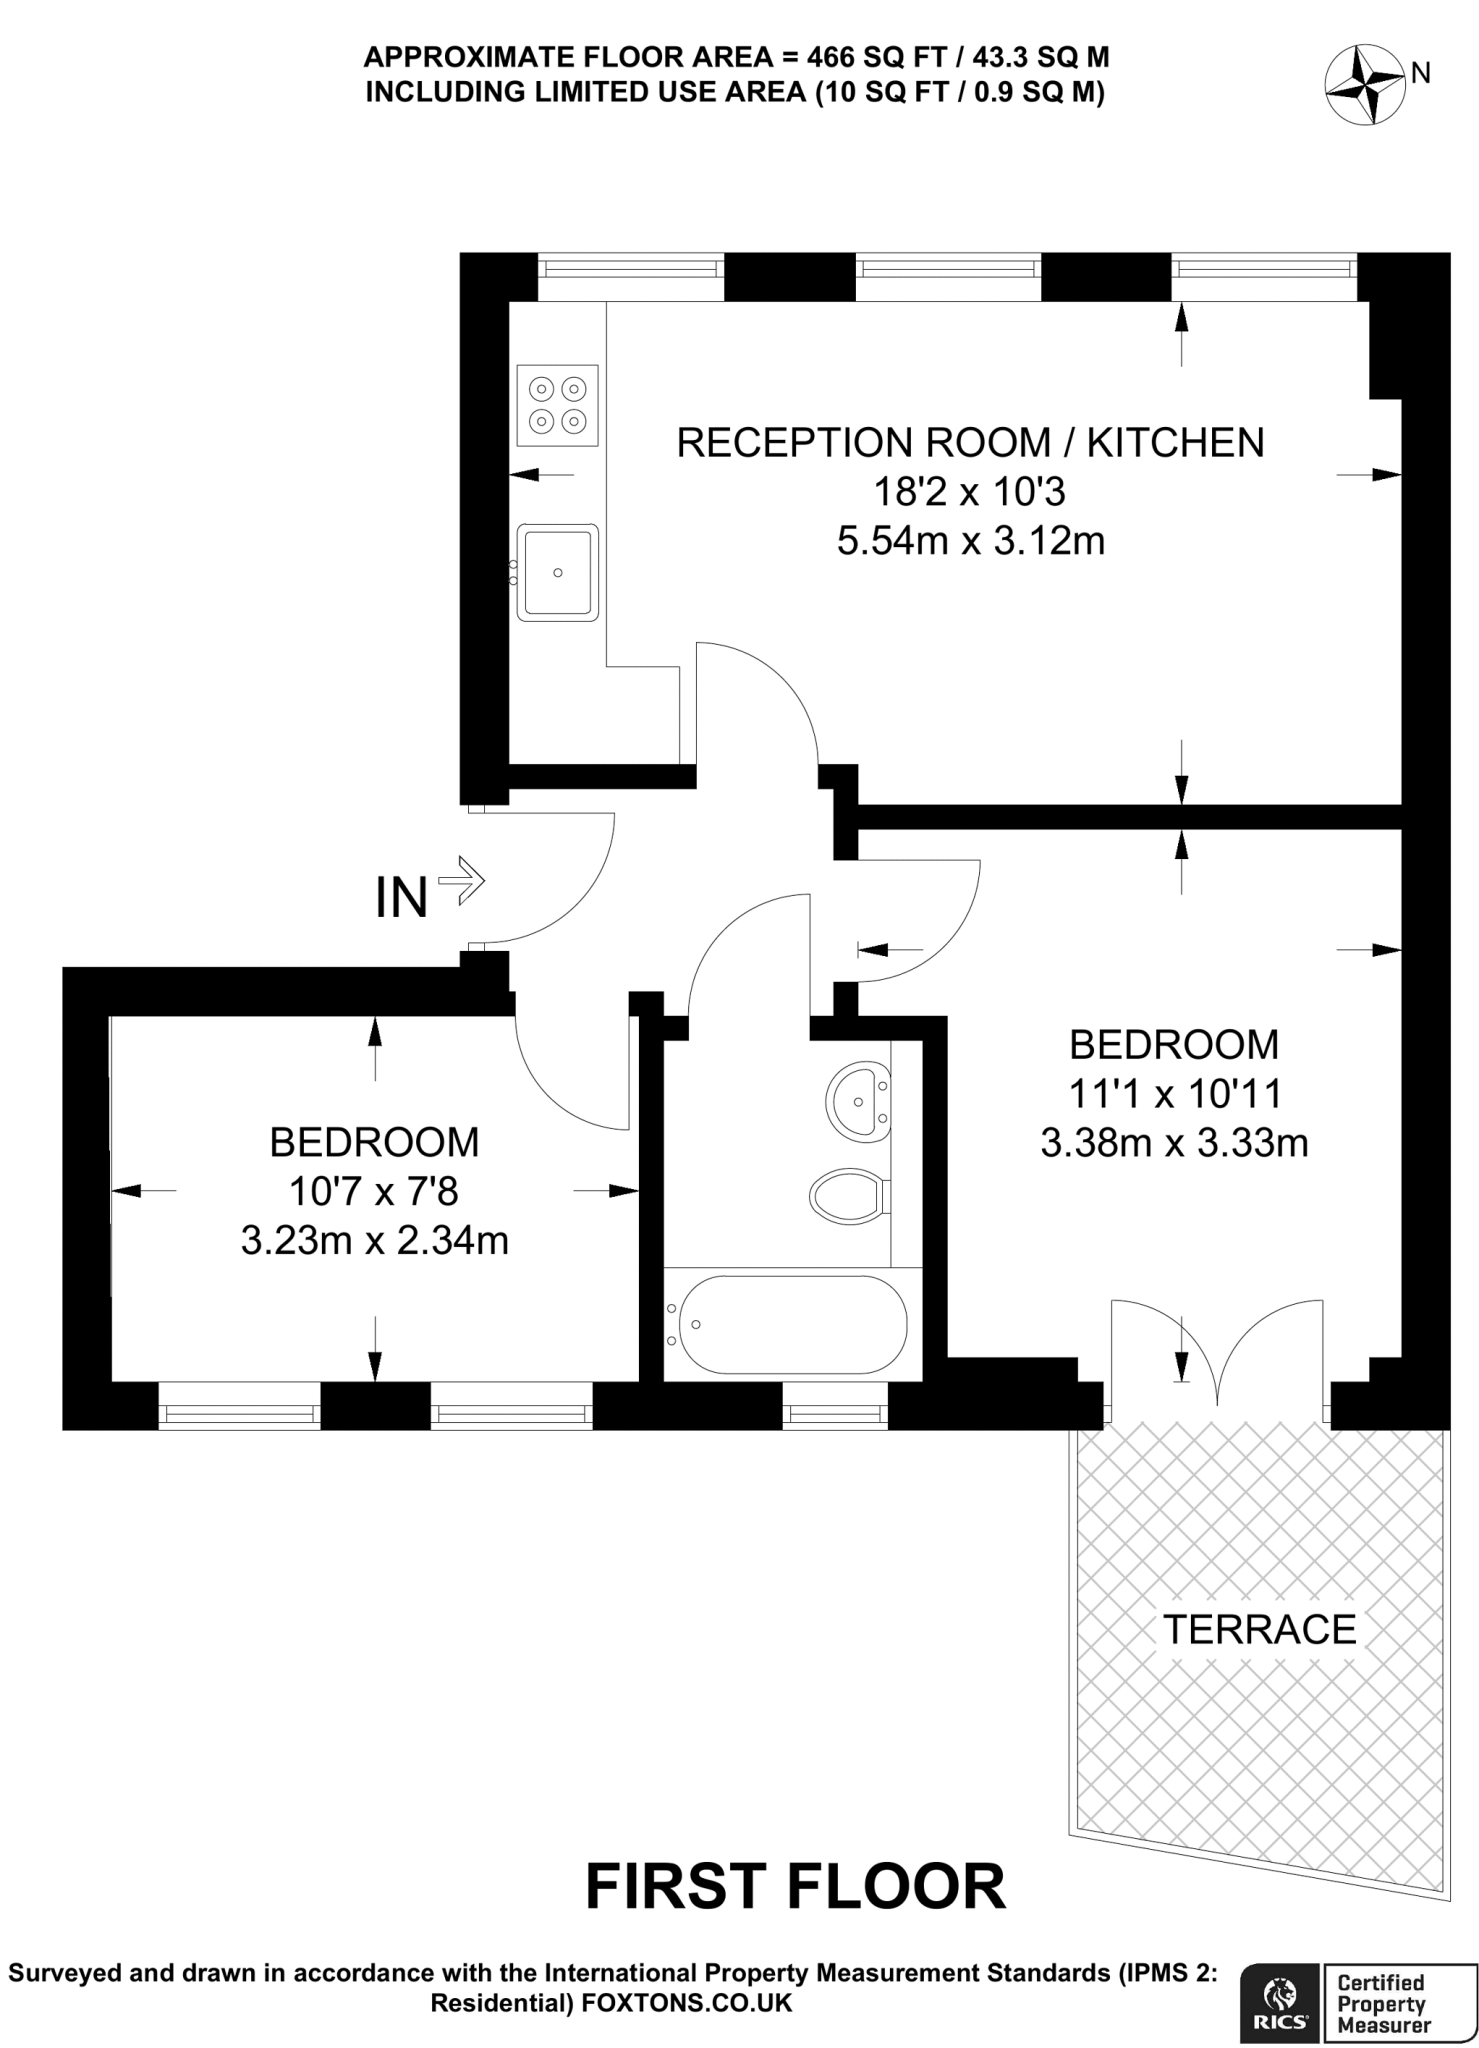 APPROXIMATE FLOOR AREA = 466 SQ FT / 43.3 SQ M
INCLUDING LIMITED USE AREA (10 SQ FT / 0.9 SQ M)
N
RECEPTION ROOM / KITCHEN
18'2 x 10'3
5.54m x 3.12m
IN
BEDROOM
11'1 x 10'11
3.38m x 3.33m
BEDROOM
10'7 x 7'8
3.23m x 2.34m
TERRACE
FIRST FLOOR
Surveyed and drawn in accordance with the International Property Measurement Standards (IPMS 2:
Residential) FOXTONS.CO.UK
RICS
Certified
Property
Measurer